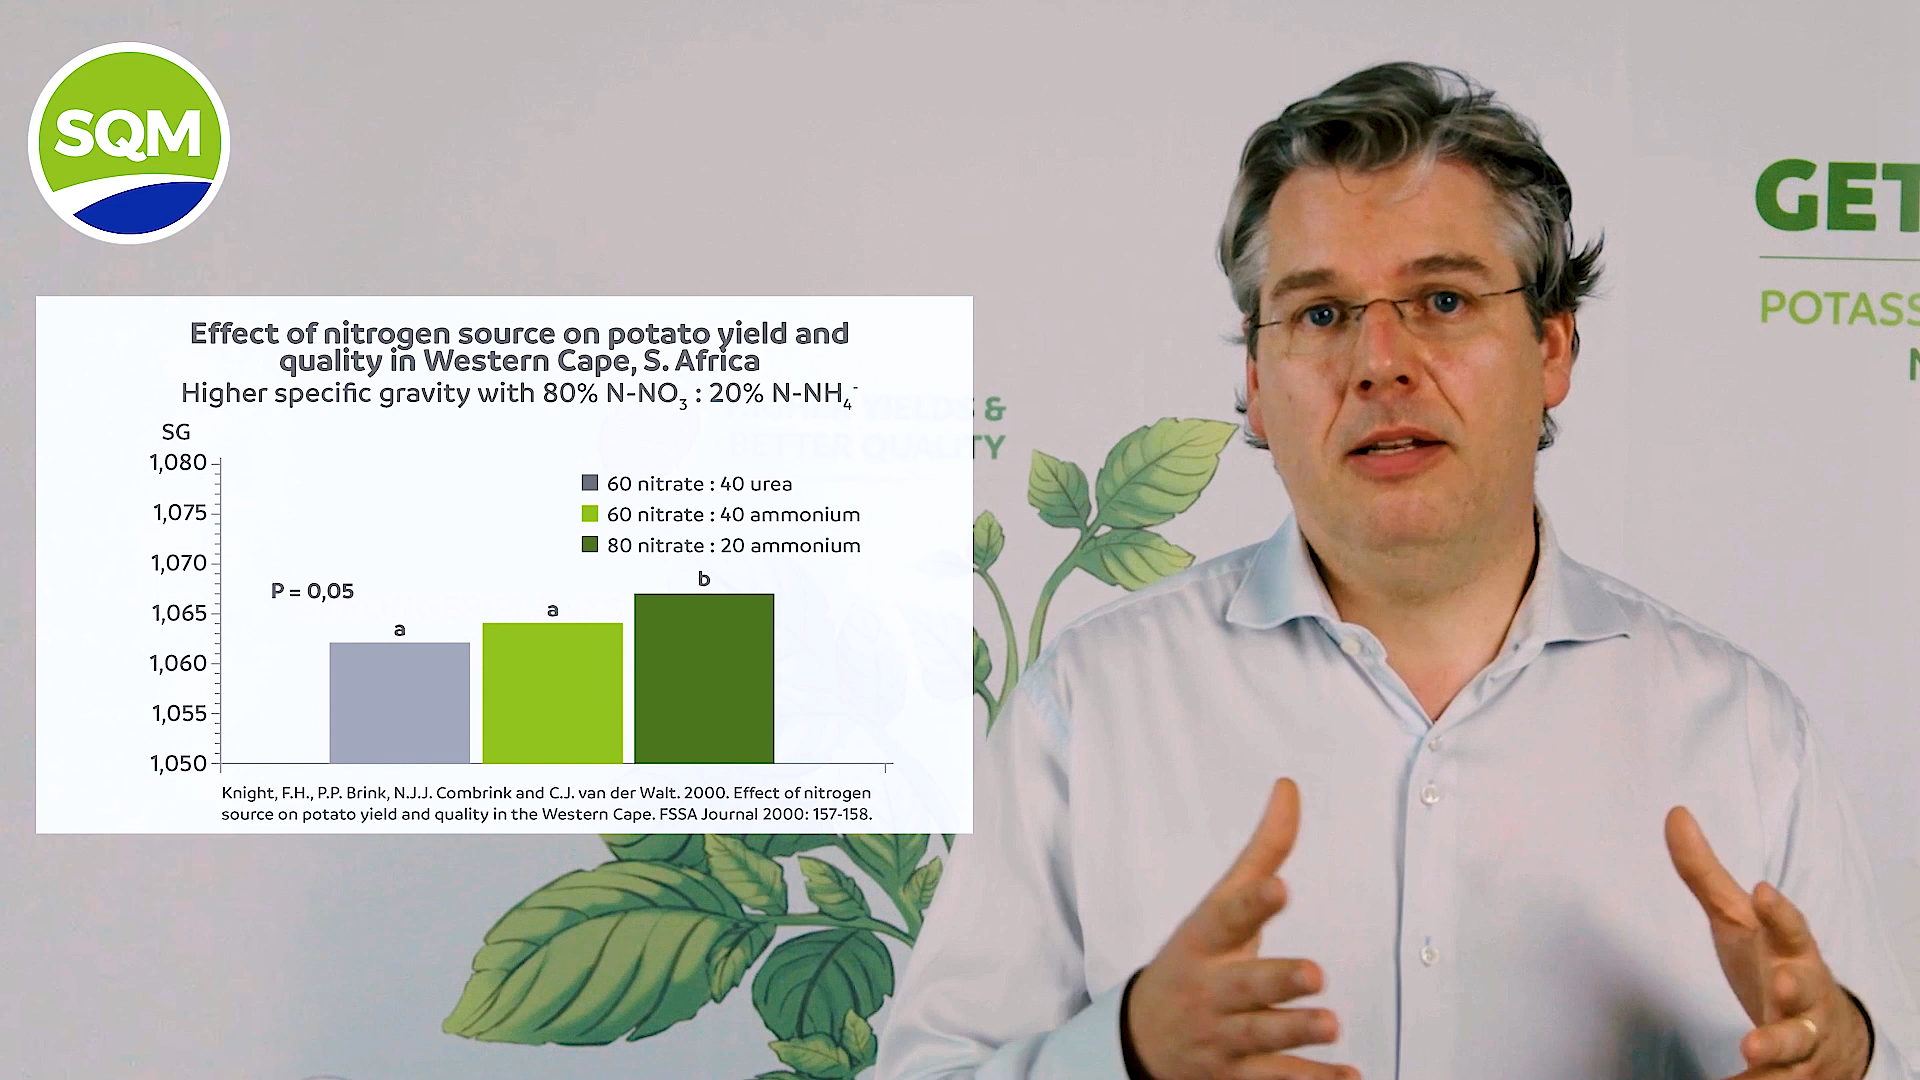 SQM
Effect of nitrogen source on potato yield and
quality in Western Cape, S. Africa
Higher specific gravity with 80% N-NO₃ : 20% N-NH₄⁻
SG
1,080
1,075
1,070
1,065
1,060
1,055
1,050
60 nitrate : 40 urea
60 nitrate : 40 ammonium
80 nitrate : 20 ammonium
P = 0,05
a
a
b
Knight, F.H., P.P. Brink, N.J.J. Combrink and C.J. van der Walt. 2000. Effect of nitrogen
source on potato yield and quality in the Western Cape. FSSA Journal 2000: 157-158.
YIELDS &
BETTER QUALITY
GET
POTASS